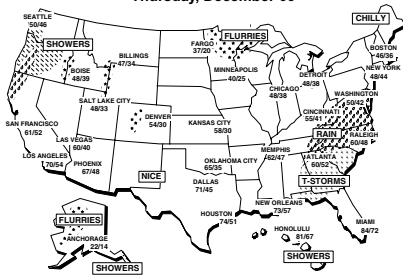 Thursday, December
SEATTLE
50/46
SHOWERS
BILLINGS
47/34
BOISE
48/39
FARGO
37/20
FLURRIES
MINNEAPOLIS
40/25
CHILLY
BOSTON
46/36
NEW YORK
48/44
DETROIT
48/38
CHICAGO
48/38
WASHINGTON
50/42
CINCINNATI
55/41
SALT LAKE CITY
48/33
DENVER
54/30
KANSAS CITY
58/30
SAN FRANCISCO
61/52
LAS VEGAS
60/40
LOS ANGELES
70/54
PHOENIX
67/48
RAIN
RALEIGH
60/48
MEMPHIS
62/47
ATLANTA
60/52
OKLAHOMA CITY
65/35
NICE
DALLAS
71/45
T-STORMS
NEW ORLEANS
73/57
HOUSTON
74/51
MIAMI
84/72
FLURRIES
ANCHORAGE
22/14
SHOWERS
HONOLULU
81/67
SHOWERS